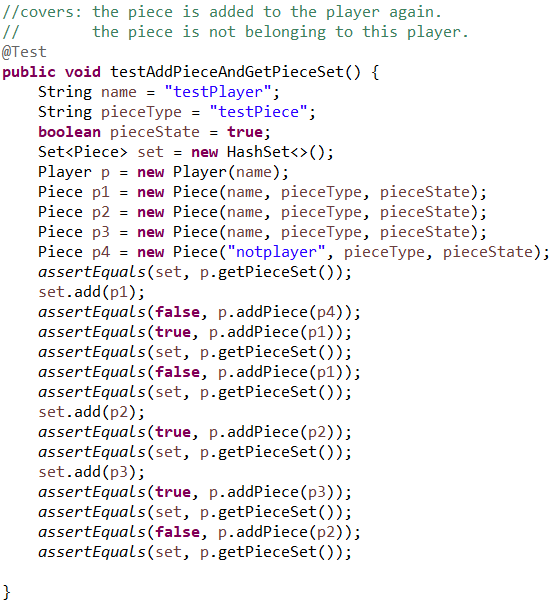 //covers: the piece is added to the player again.
//        the piece is not belonging to this player.
@Test
public void testAddPieceAndGetPieceSet() {
    String name = "testPlayer";
    String pieceType = "testPiece";
    boolean pieceState = true;
    Set<Piece> set = new HashSet<>();
    Player p = new Player(name);
    Piece p1 = new Piece(name, pieceType, pieceState);
    Piece p2 = new Piece(name, pieceType, pieceState);
    Piece p3 = new Piece(name, pieceType, pieceState);
    Piece p4 = new Piece("notplayer", pieceType, pieceState);
    assertEquals(set, p.getPieceSet());
    set.add(p1);
    assertEquals(false, p.addPiece(p4));
    assertEquals(true, p.addPiece(p1));
    assertEquals(set, p.getPieceSet());
    assertEquals(false, p.addPiece(p1));
    assertEquals(set, p.getPieceSet());
    set.add(p2);
    assertEquals(true, p.addPiece(p2));
    assertEquals(set, p.getPieceSet());
    set.add(p3);
    assertEquals(true, p.addPiece(p3));
    assertEquals(set, p.getPieceSet());
    assertEquals(false, p.addPiece(p2));
    assertEquals(set, p.getPieceSet());
}